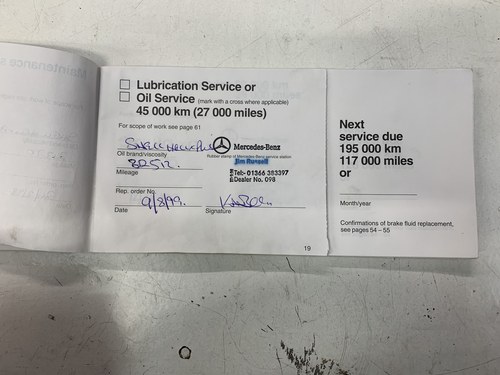 Lubrication Service or
Oil Service (mark with a cross where applicable)
45 000 km (27 000 miles)
For scope of work see page 61
Oil brand/viscosity
Mercedes-Benz
Rubber stamp of Mercedes-Benz service station
Jim Russell
Tel:- 01366 383397
Dealer No. 098
Mileage
Rep. order No.
9/8/99.
Date
Signature
19
Next
service due
195 000 km
117 000 miles
or
Month/year
Confirmations of brake fluid replacement,
see pages 54 – 55